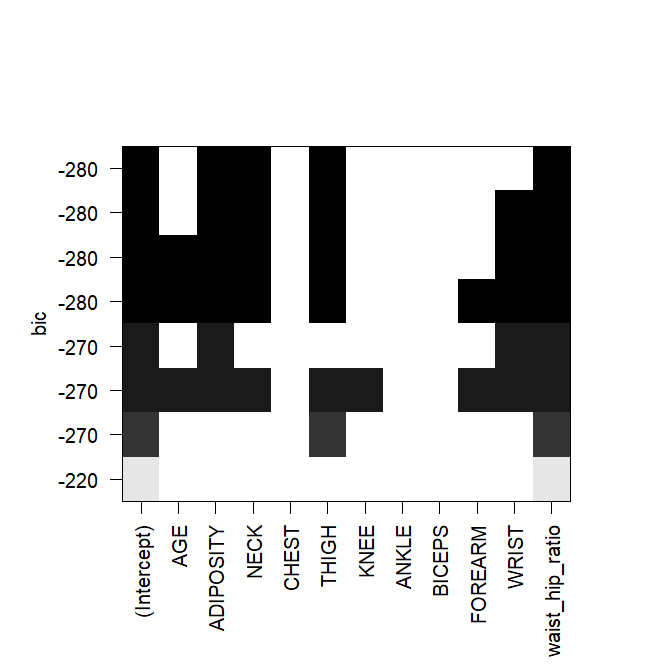 bic
-280
-280
-280
-280
-270
-270
-270
-220
(Intercept)
AGE
ADIPOSITY
NECK
CHEST
THIGH
KNEE
ANKLE
BICEPS
FOREARM
WRIST
waist_hip_ratio